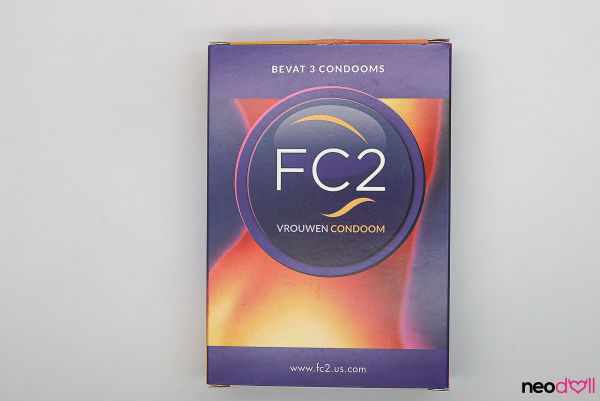 BEVAT 3 CONDOOMS
FC2
VROUWEN CONDOOM
www.fc2.us.com
neodoll